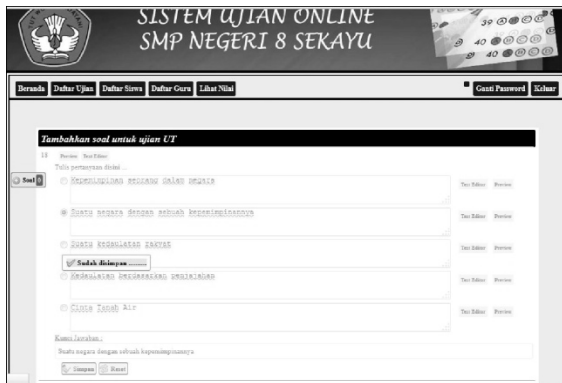 SISTEM UJIAN ONLINE
SMP NEGERI 8 SEKAYU
39
40
40
Beranda Daftar Ujian Daftar Siswa Daftar Guru Lihat Nilai Ganti Password Keluar
Tambahkan soal untuk ujian UT
Preview Text Editor
Tulis pertanyaan disini ...
Soal
Kepemimpinan seorang dalam negara
Text Editor Preview
Suatu negara dengan sebuah kepemimpinannya
Text Editor Preview
Suatu kedaulatan rakyat
Text Editor Preview
Sudah disimpan
Kedaulatan berdasarkan penjajahan
Text Editor Preview
Cinta Tanah Air
Text Editor Preview
Kunci Jawaban :
Suatu negara dengan sebuah kepemimpinannya
Simpan Reset